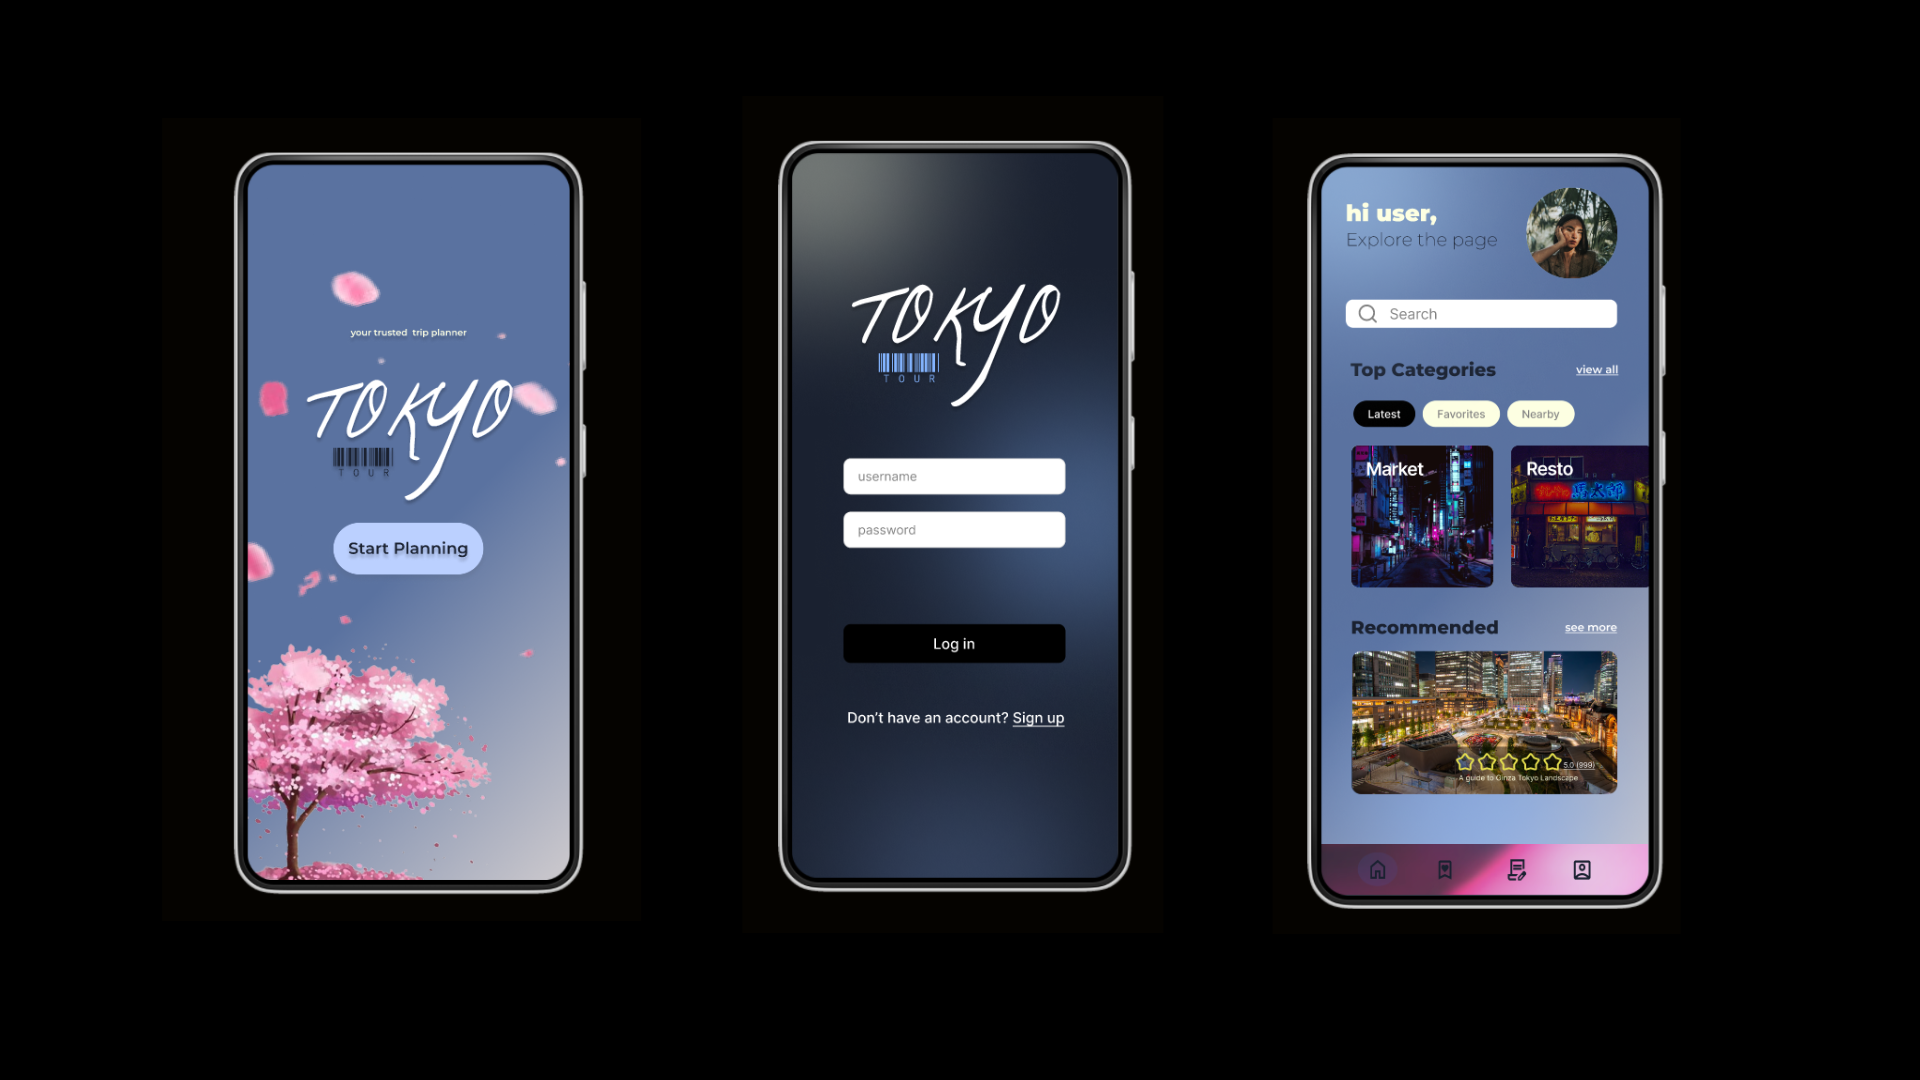 your trusted trip planner
TOKYO
TOUR
Start Planning
TOKYO
TOUR
username
password
Log in
Don't have an account? Sign up
hi user,
Explore the page
Search
Top Categories
view all
Latest
Favorites
Nearby
Market
Resto
Recommended
see more
5.0 (999)
A guide to Ginza Tokyo Landscape